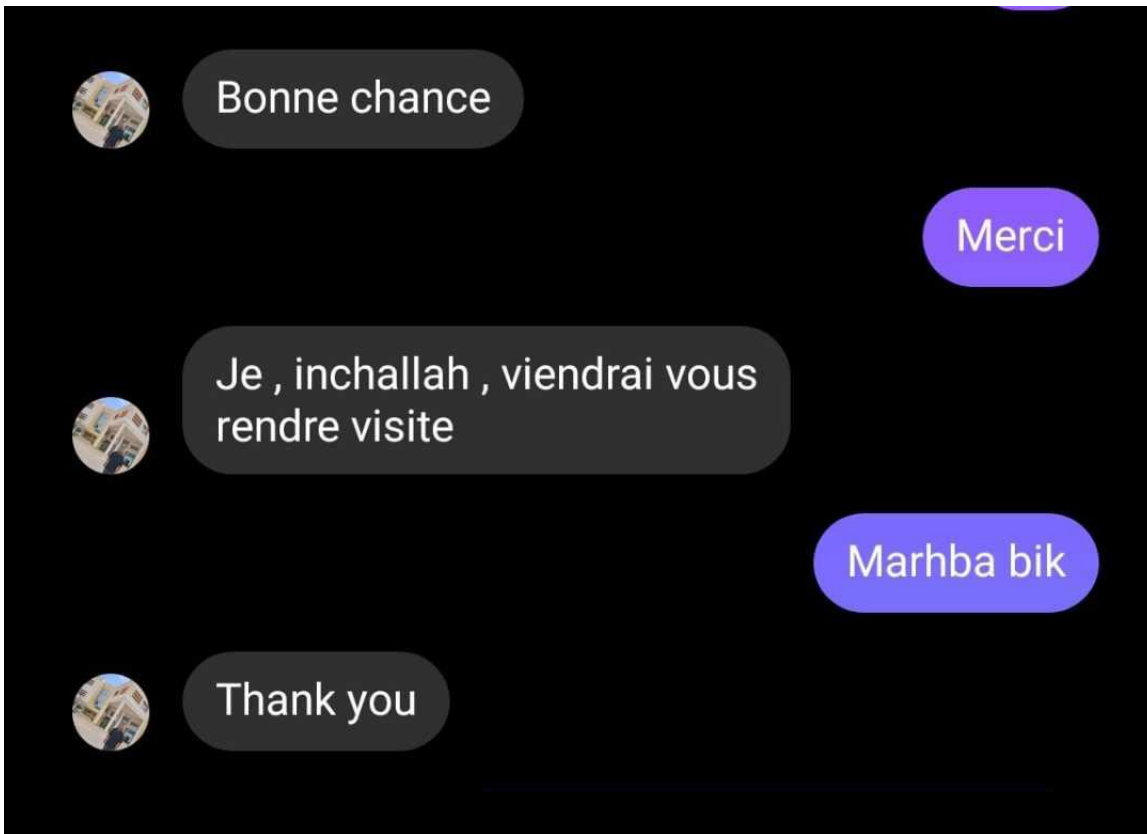 Bonne chance
Merci
Je , inchallah , viendrai vous
rendre visite
Marhba bik
Thank you